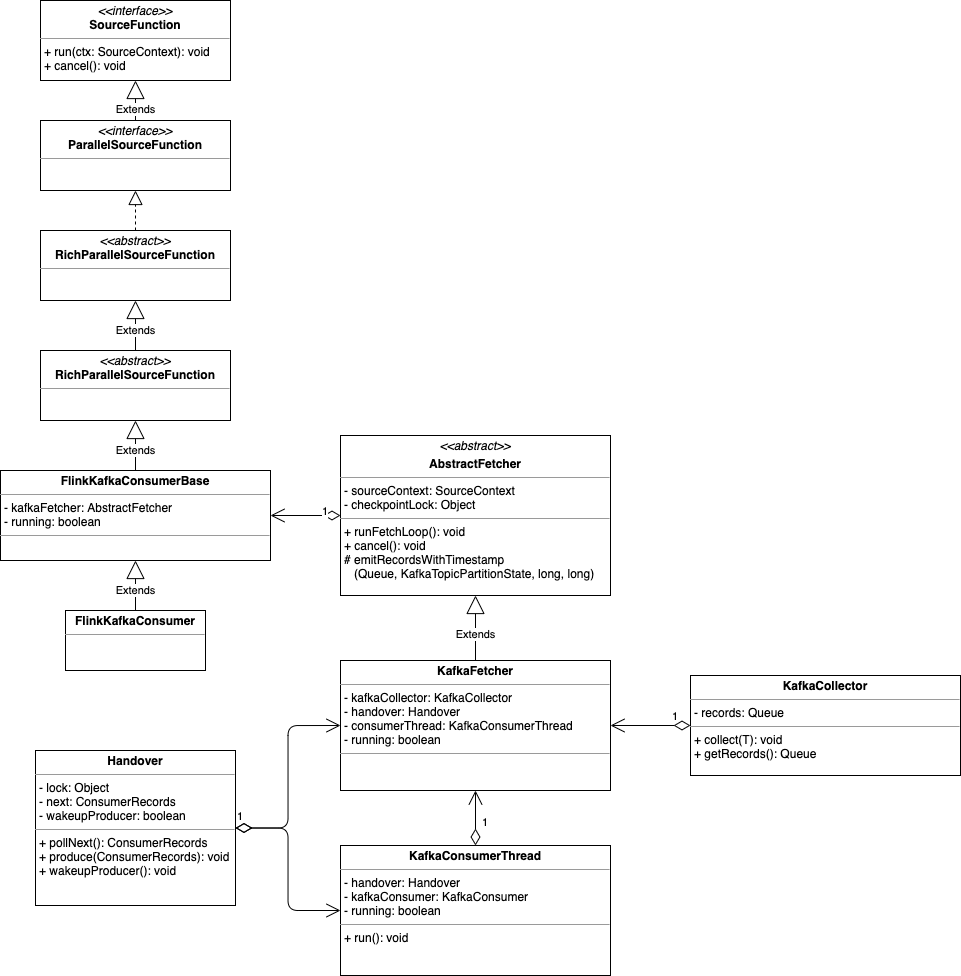 <<interface>>
SourceFunction
+ run(ctx: SourceContext): void
+ cancel(): void
Extends
<<interface>>
ParallelSourceFunction
<<abstract>>
RichParallelSourceFunction
Extends
<<abstract>>
RichParallelSourceFunction
Extends
FlinkKafkaConsumerBase
- kafkaFetcher: AbstractFetcher
- running: boolean
Extends
FlinkKafkaConsumer
<<abstract>>
AbstractFetcher
- sourceContext: SourceContext
- checkpointLock: Object
+ runFetchLoop(): void
+ cancel(): void
# emitRecordsWithTimestamp
(Queue, KafkaTopicPartitionState, long, long)
1
Extends
KafkaFetcher
- kafkaCollector: KafkaCollector
- handover: Handover
- consumerThread: KafkaConsumerThread
- running: boolean
1
KafkaCollector
- records: Queue
+ collect(T): void
+ getRecords(): Queue
Handover
- lock: Object
- next: ConsumerRecords
- wakeupProducer: boolean
+ pollNext(): ConsumerRecords
+ produce(ConsumerRecords): void
+ wakeupProducer(): void
1
1
KafkaConsumerThread
- handover: Handover
- kafkaConsumer: KafkaConsumer
- running: boolean
+ run(): void